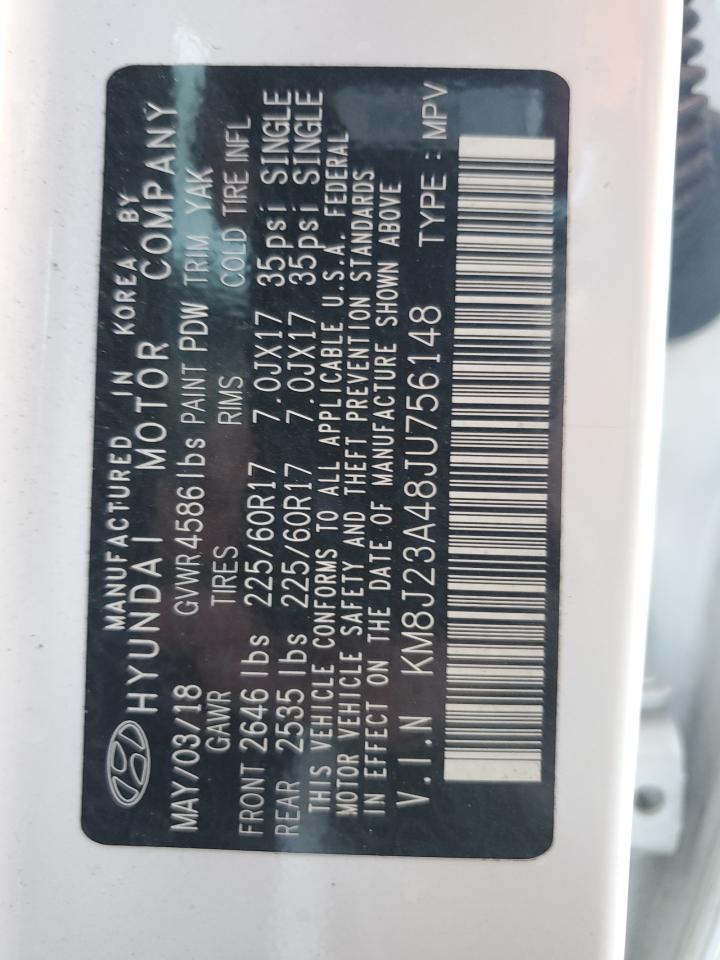 MANUFACTURED IN KOREA BY
HYUNDAI MOTOR COMPANY
MAY/03/18 GVWR 4586 lbs PAINT PDW TRIM YAK
GAWR TIRES RIMS COLD TIRE INFL
FRONT 2646 lbs 225/60R17 7.0JX17 35psi SINGLE
REAR 2535 lbs 225/60R17 7.0JX17 35psi SINGLE
THIS VEHICLE CONFORMS TO ALL APPLICABLE U.S.A. FEDERAL
MOTOR VEHICLE SAFETY AND THEFT PREVENTION STANDARDS
IN EFFECT ON THE DATE OF MANUFACTURE SHOWN ABOVE
V.I.N KM8J23A48JU756148 TYPE : MPV